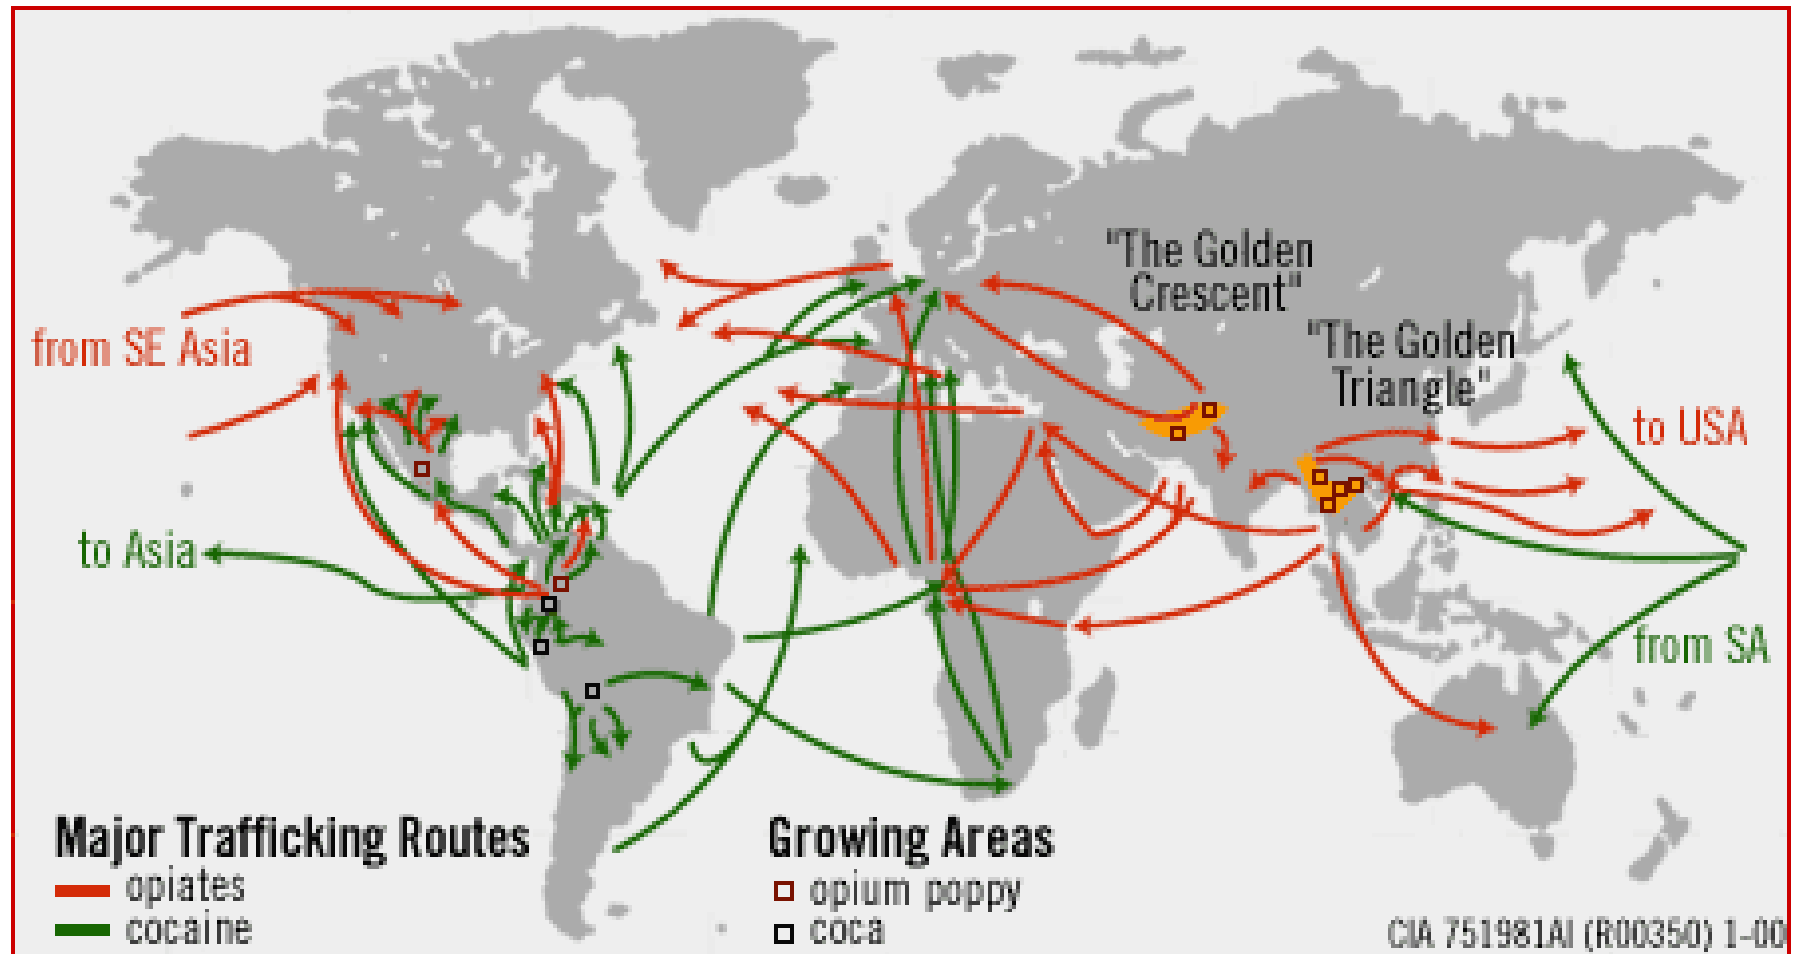 "The Golden
Crescent"
"The Golden
Triangle"
from SE Asia
to USA
to Asia
from SA
Major Trafficking Routes
opiates
cocaine
Growing Areas
opium poppy
coca
CIA 751981AI (R00350) 1-00